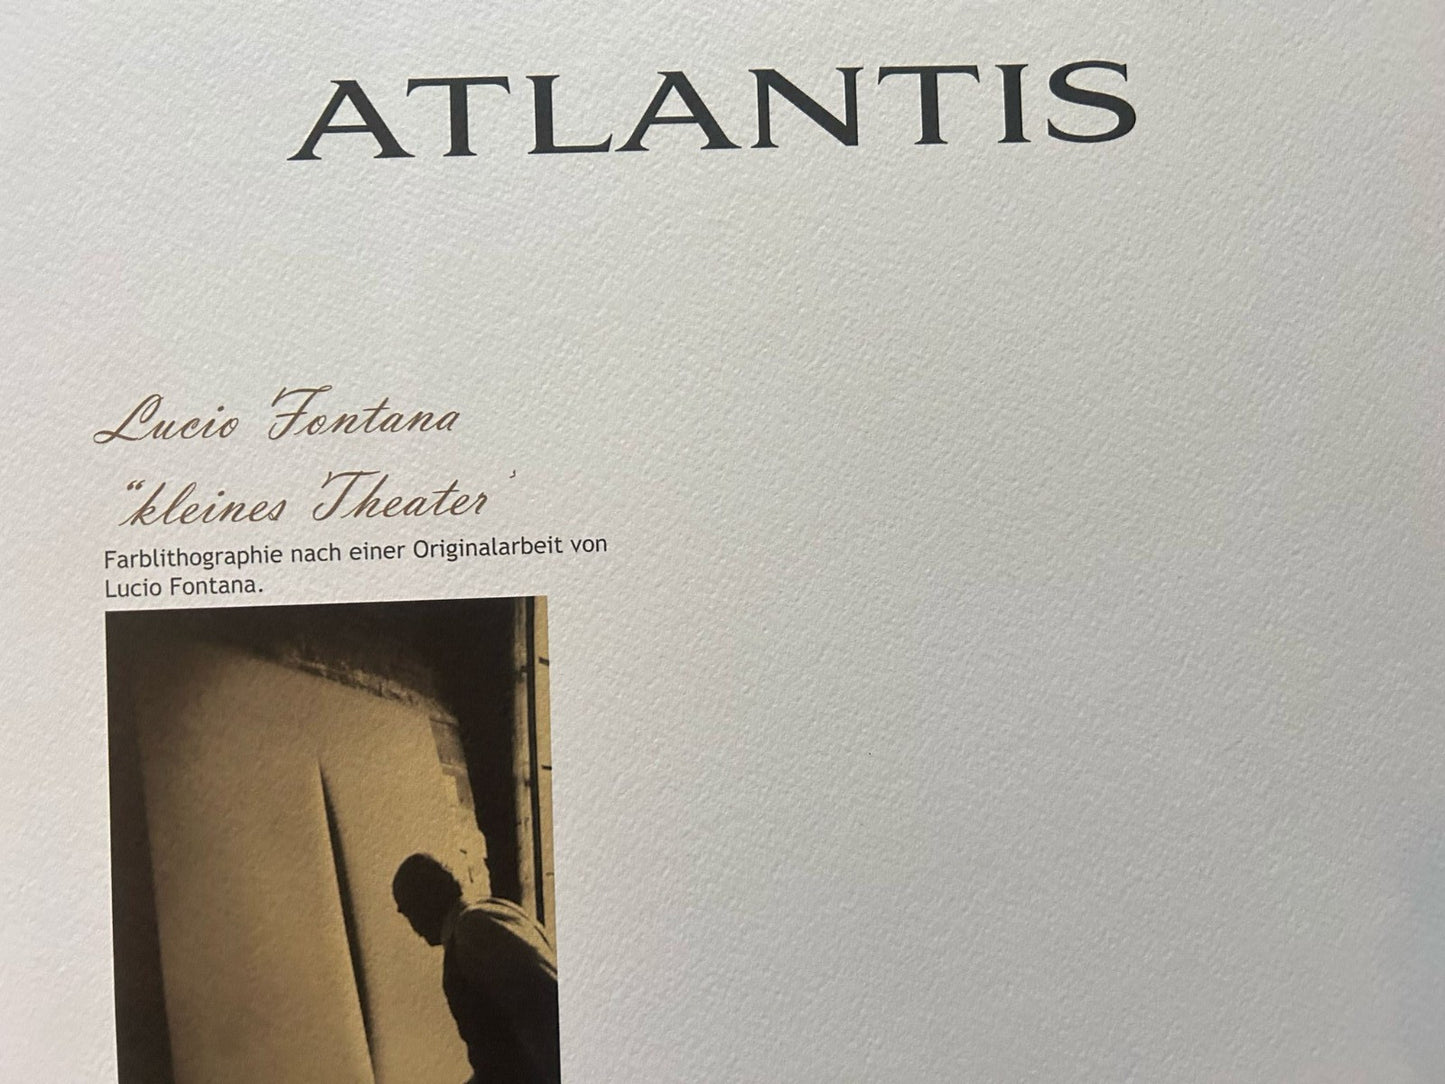 ATLANTIS
Lucio Fontana
“kleines Theater’
Farblithographie nach einer Originalarbeit von
Lucio Fontana.